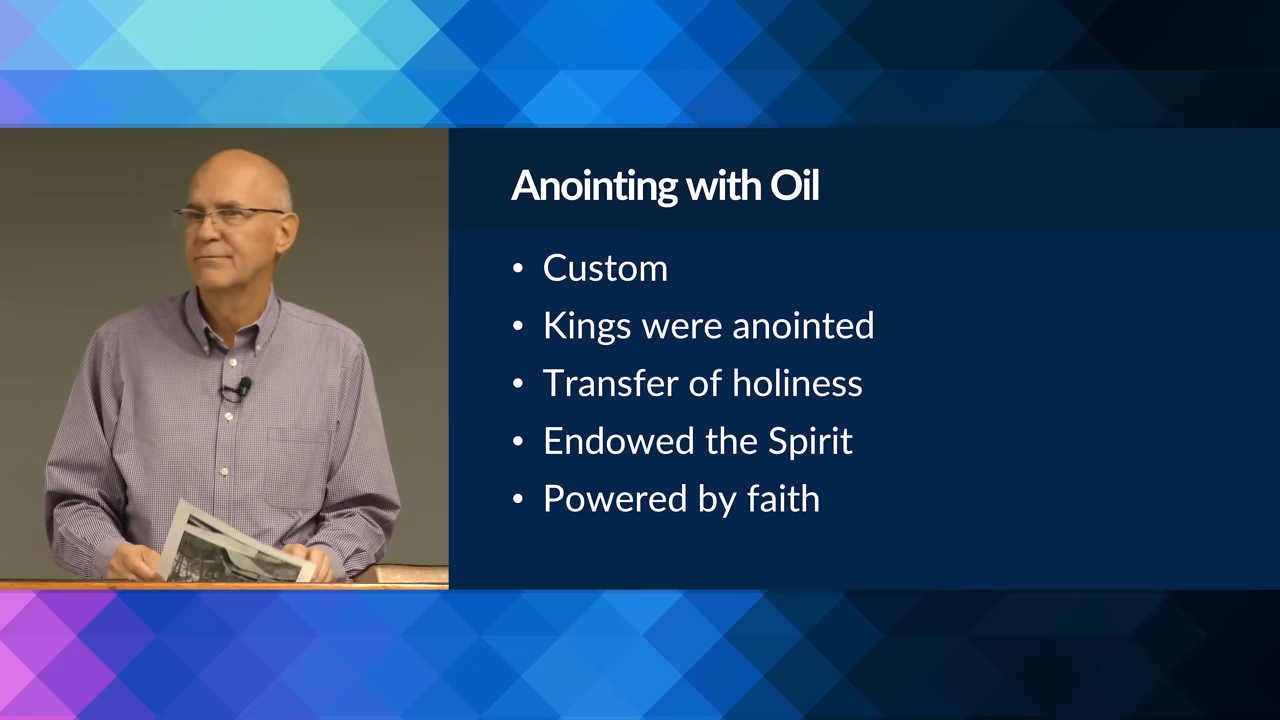 Anointing with Oil
• Custom
• Kings were anointed
• Transfer of holiness
• Endowed the Spirit
• Powered by faith